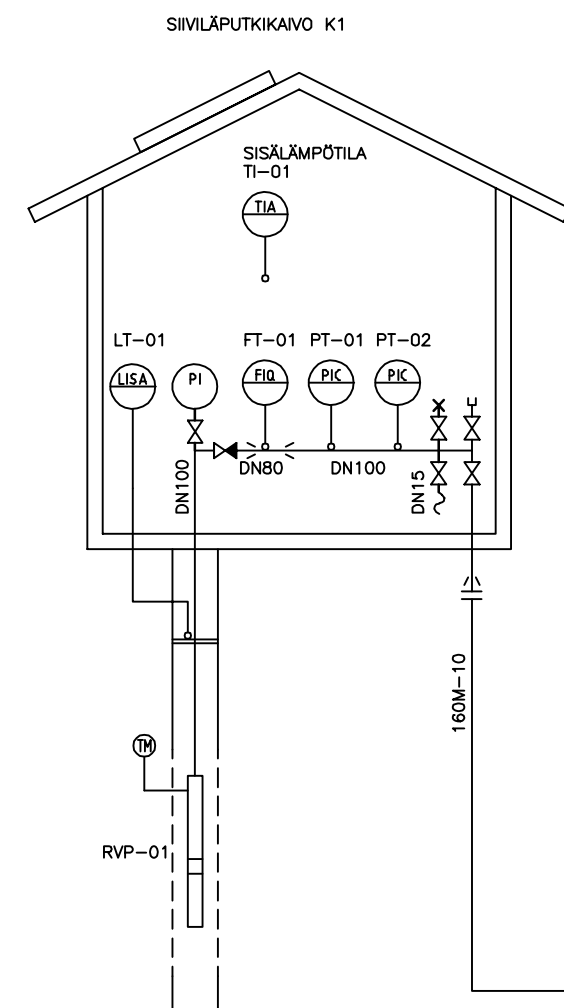 SIIVILÄPUTKIKAIVO K1
SISÄLÄMPÖTILA
TI-01
TIA
LT-01
FT-01
PT-01
PT-02
LISA
PI
FIQ
PIC
PIC
DN80
DN100
DN100
DN15
160M-10
TM
RVP-01